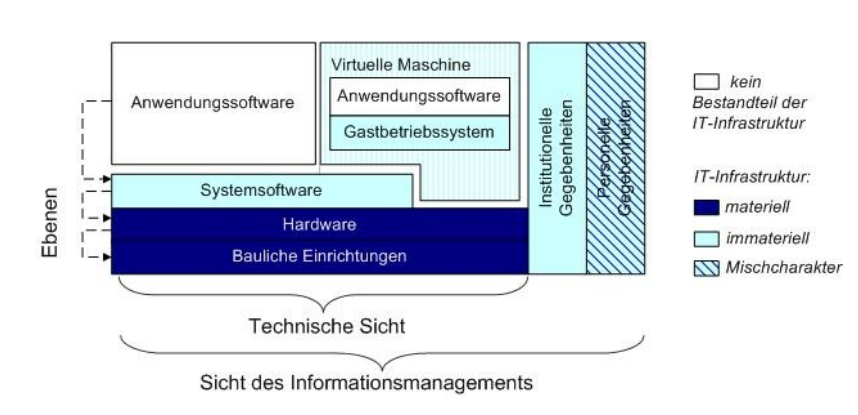 Anwendungssoftware
Virtuelle Maschine
Anwendungssoftware
Gastbetriebssystem
Systemsoftware
Hardware
Bauliche Einrichtungen
Institutionelle
Gegebenheiten
Personelle
Gegebenheiten
Ebenen
Technische Sicht
Sicht des Informationsmanagements
kein
Bestandteil der
IT-Infrastruktur
IT-Infrastruktur:
materiell
immateriell
Mischcharakter